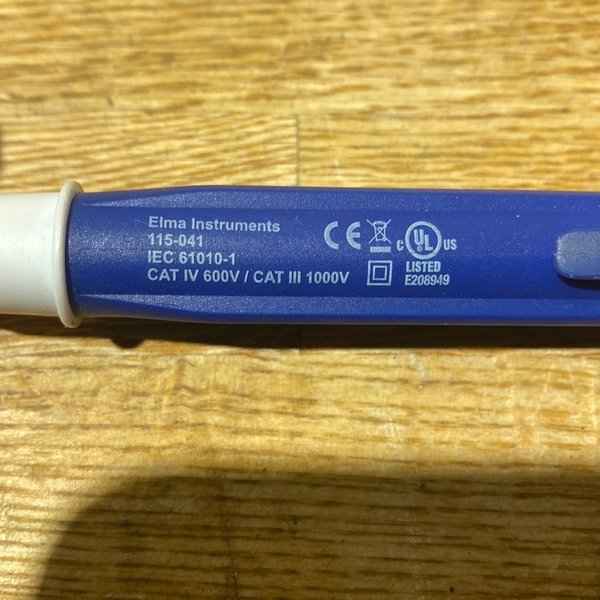 Elma Instruments
115-041
IEC 61010-1
CAT IV 600V / CAT III 1000V
CE
c UL US
LISTED
E208949